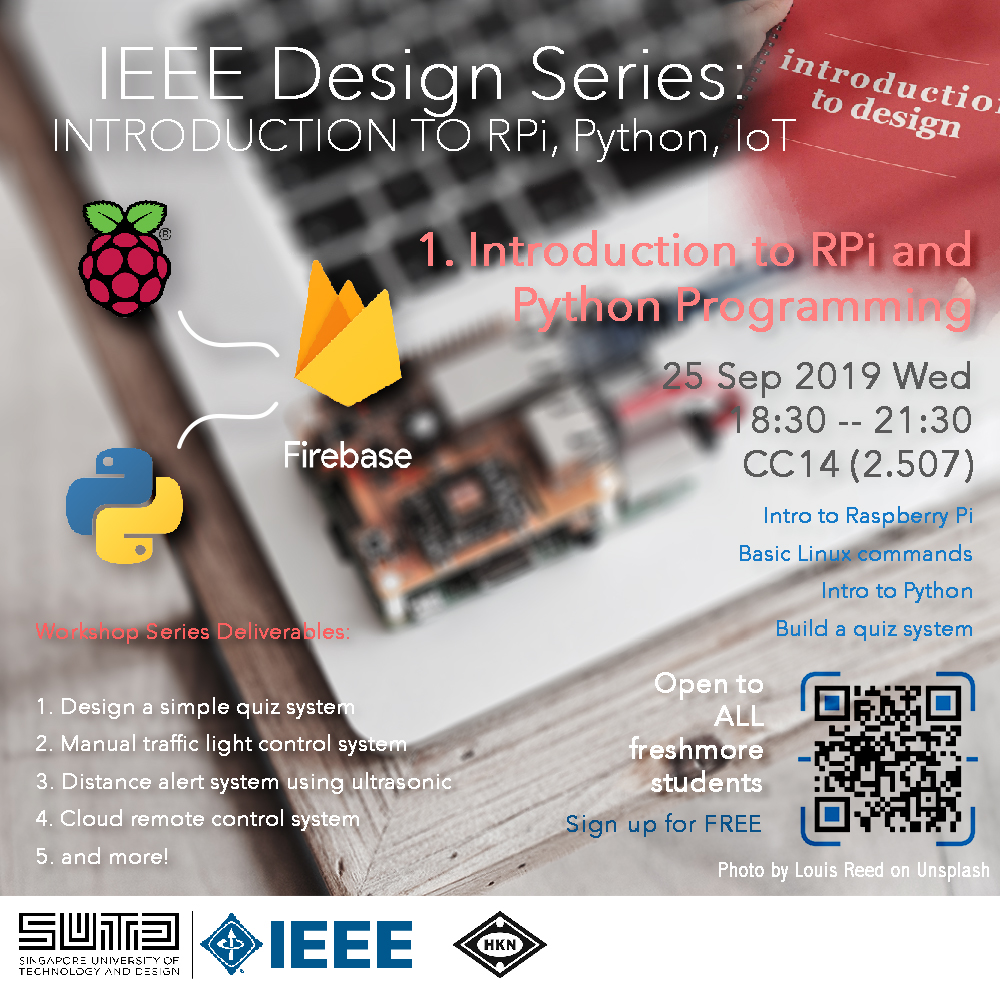 IEEE Design Series:
INTRODUCTION TO RPi, Python, IoT
introduction
to design
1. Introduction to RPi and
Python Programming
25 Sep 2019 Wed
18:30 -- 21:30
CC14 (2.507)
Firebase
Intro to Raspberry Pi
Basic Linux commands
Intro to Python
Build a quiz system
Workshop Series Deliverables:
1. Design a simple quiz system
2. Manual traffic light control system
3. Distance alert system using ultrasonic
4. Cloud remote control system
5. and more!
Open to
ALL
freshmore
students
Sign up for FREE
Photo by Louis Reed on Unsplash
SUTD
SINGAPORE UNIVERSITY OF
TECHNOLOGY AND DESIGN
IEEE
HKN